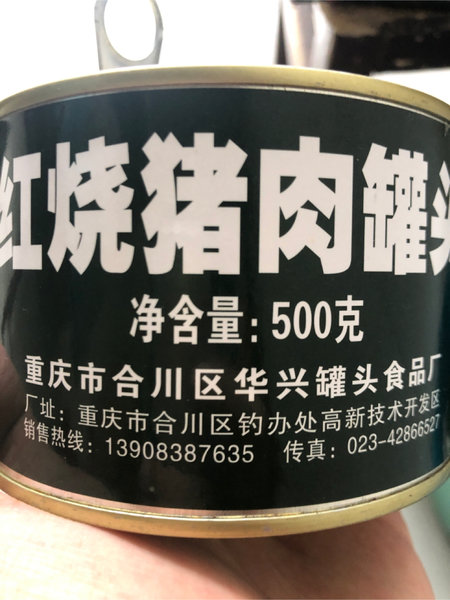 红烧猪肉罐头
净含量:500克
重庆市合川区华兴罐头食品厂
厂址:重庆市合川区钓办处高新技术开发区
销售热线:13908387635 传真:023-42866527